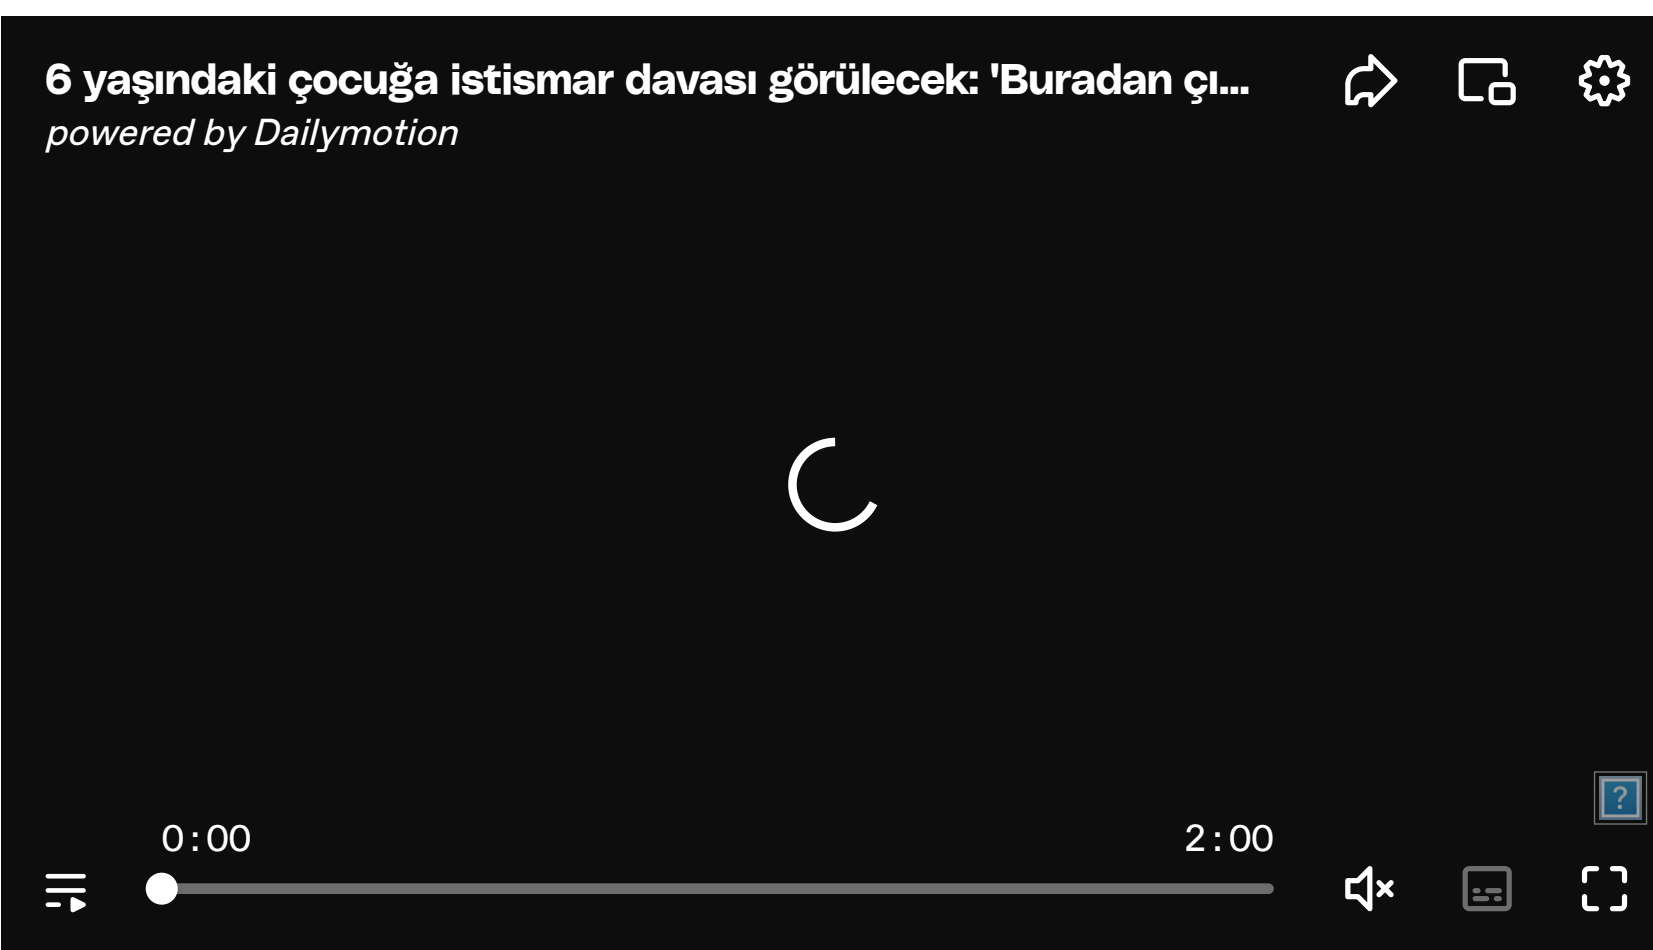 6 yaşındaki çocuğa istismar davası görülecek: 'Buradan çı...
powered by Dailymotion
?
0:00
2:00